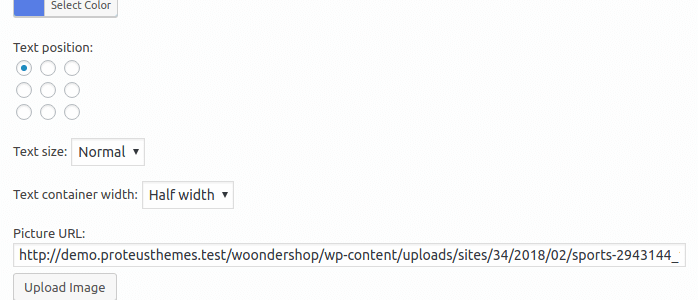 Select Color
Text position:
Text size: Normal
Text container width: Half width
Picture URL:
http://demo.proteusthemes.test/woondershop/wp-content/uploads/sites/34/2018/02/sports-2943144_
Upload Image